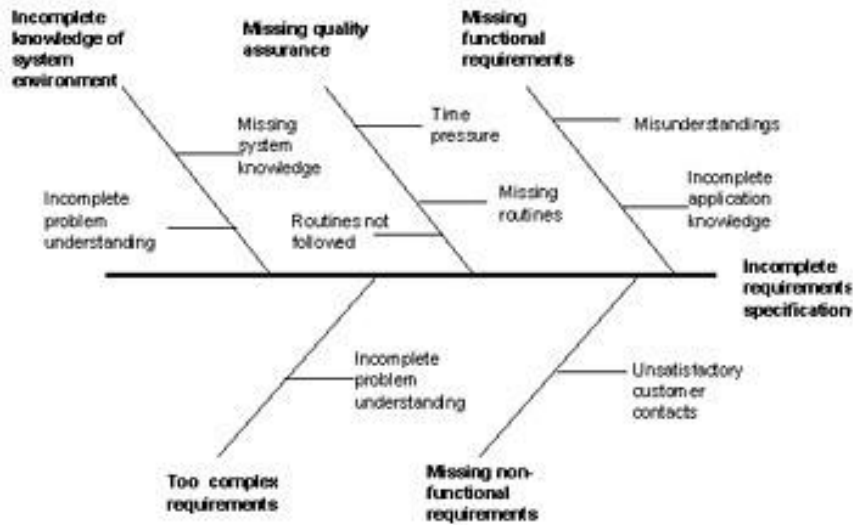 Incomplete
knowledge of
system
environment
Missing quality
assurance
Missing
functional
requirements
Missing
system
knowledge
Time
pressure
Misunderstandings
Incomplete
problem
understanding
Routines not
followed
Missing
routines
Incomplete
application
knowledge
Incomplete
requirements
specification
Incomplete
problem
understanding
Unsatisfactory
customer
contacts
Too complex
requirements
Missing non-
functional
requirements